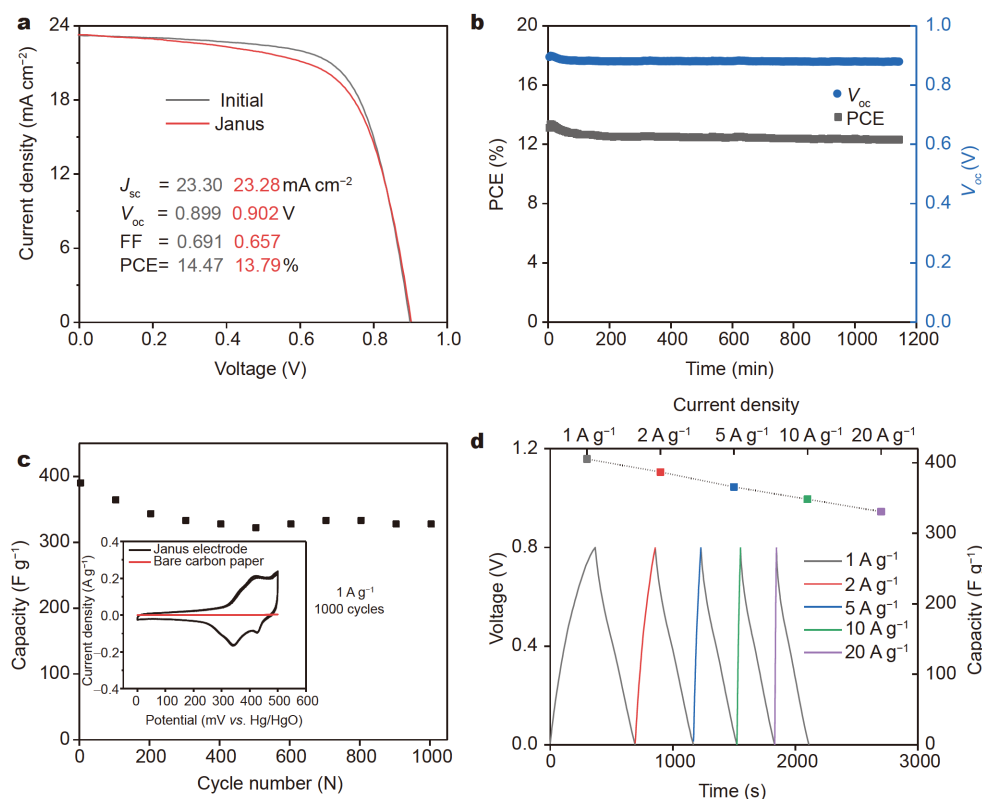 a
24
18
12
6
0
Current density (mA cm⁻²)
Initial
Janus
Jsc = 23.30 23.28 mA cm⁻²
Voc = 0.899 0.902 V
FF = 0.691 0.657
PCE= 14.47 13.79 %
0.0 0.2 0.4 0.6 0.8 1.0
Voltage (V)
b
20
16
12
8
4
0
PCE (%)
Voc
PCE
1.0
0.8
0.6
0.4
0.2
0.0
Voc (V)
0 200 400 600 800 1000 1200
Time (min)
c
400
300
200
100
0
Capacity (F g⁻¹)
Janus electrode
Bare carbon paper
0.4
0.2
0.0
−0.2
−0.4
Current density (A g⁻¹)
0 100 200 300 400 500 600
Potential (mV vs. Hg/HgO)
1 A g⁻¹
1000 cycles
0 200 400 600 800 1000
Cycle number (N)
d
Current density
1 A g⁻¹ 2 A g⁻¹ 5 A g⁻¹ 10 A g⁻¹ 20 A g⁻¹
1.2
0.8
0.4
0.0
Voltage (V)
1 A g⁻¹
2 A g⁻¹
5 A g⁻¹
10 A g⁻¹
20 A g⁻¹
400
300
200
100
0
Capacity (F g⁻¹)
0 1000 2000 3000
Time (s)